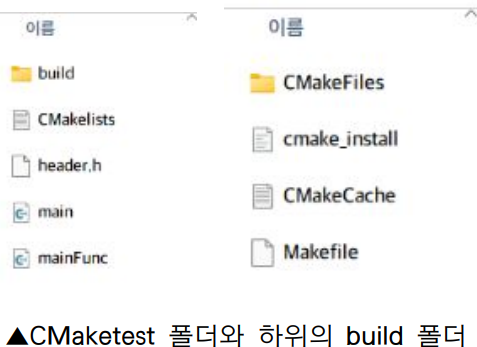 이름
build
CMakelists
header.h
main
mainFunc
이름
CMakeFiles
cmake_install
CMakeCache
Makefile
▲CMaketest 폴더와 하위의 build 폴더